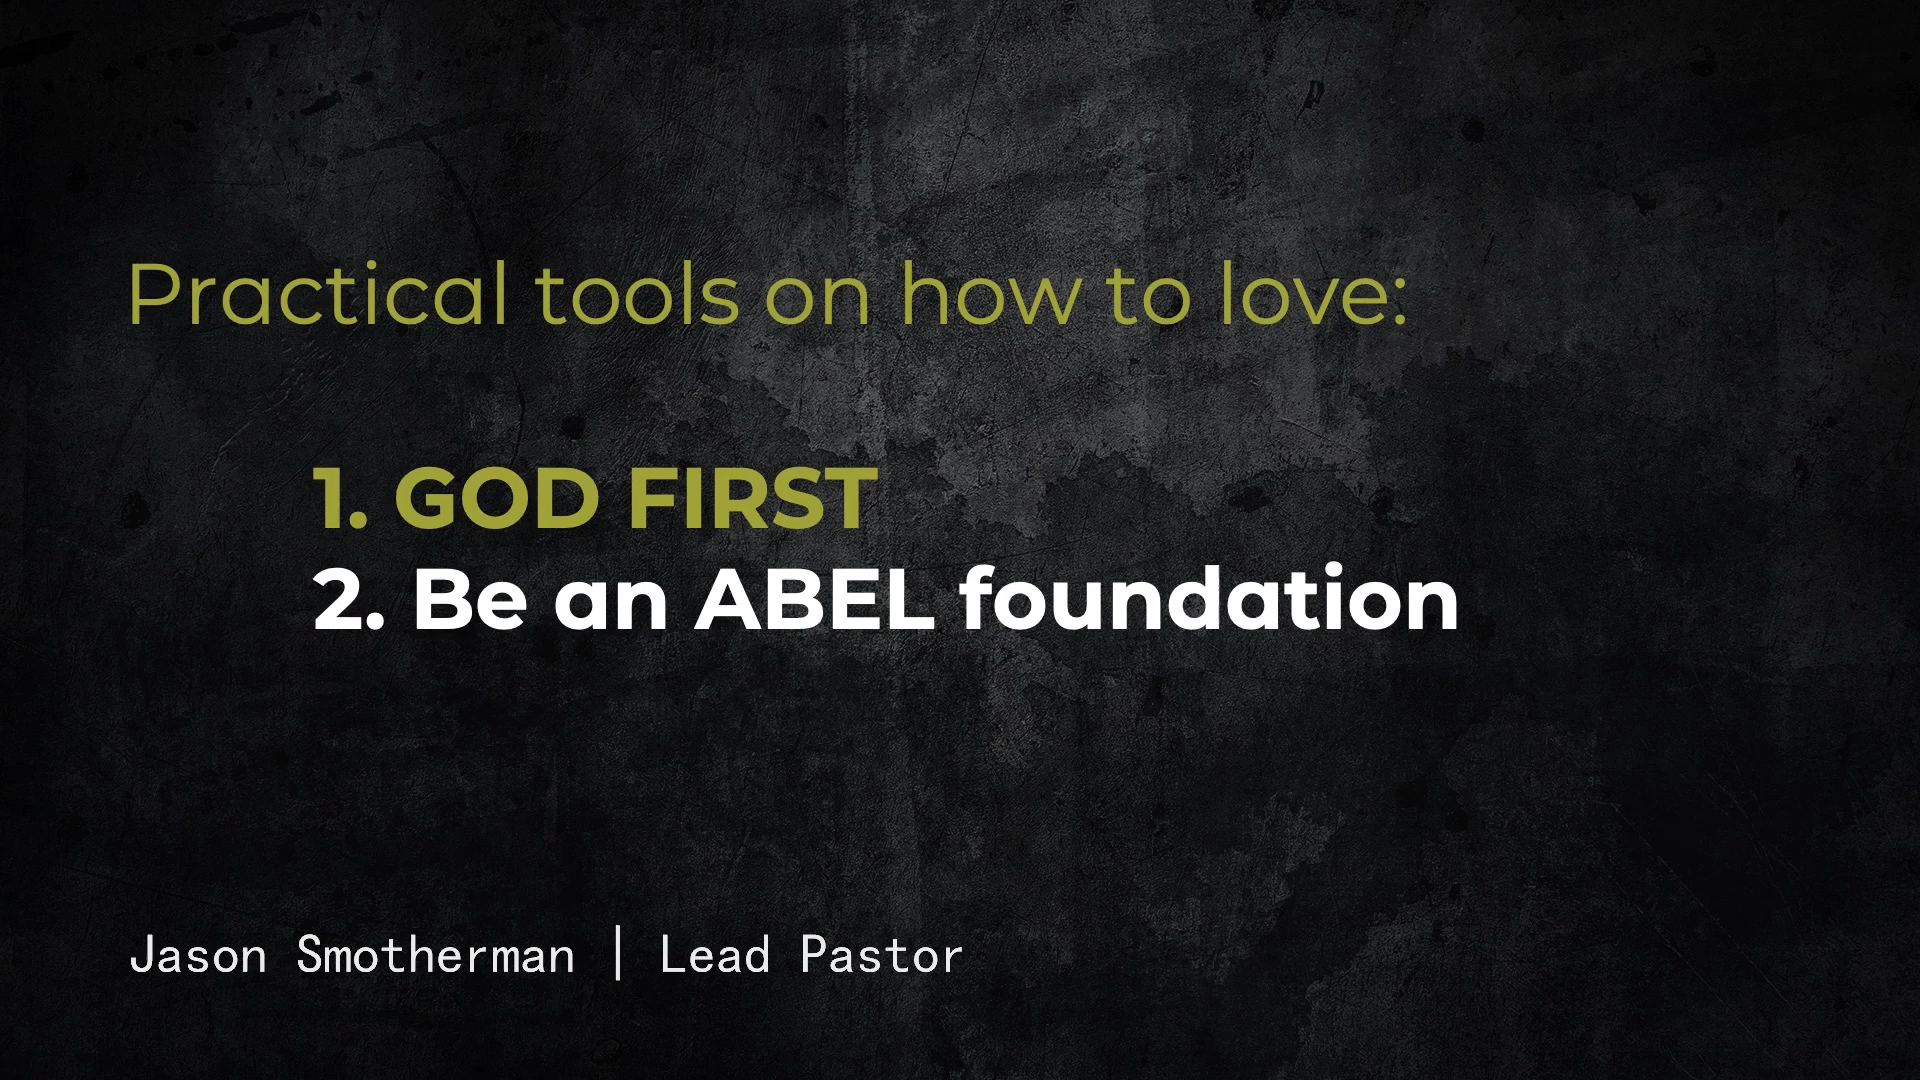 Practical tools on how to love:
1. GOD FIRST
2. Be an ABEL foundation
Jason Smotherman | Lead Pastor